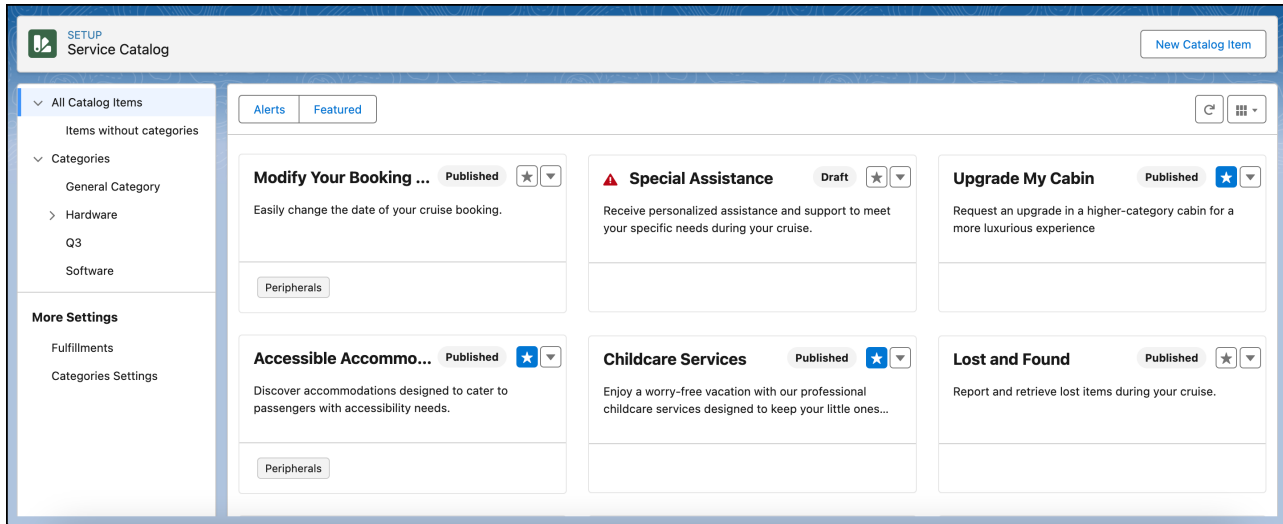 SETUP
Service Catalog
New Catalog Item
All Catalog Items
Items without categories
Categories
General Category
Hardware
Q3
Software
More Settings
Fulfillments
Categories Settings
Alerts
Featured
Modify Your Booking ...
Published
Easily change the date of your cruise booking.
Peripherals
Special Assistance
Draft
Receive personalized assistance and support to meet
your specific needs during your cruise.
Upgrade My Cabin
Published
Request an upgrade in a higher-category cabin for a
more luxurious experience
Accessible Accommo...
Published
Discover accommodations designed to cater to
passengers with accessibility needs.
Peripherals
Childcare Services
Published
Enjoy a worry-free vacation with our professional
childcare services designed to keep your little ones...
Lost and Found
Published
Report and retrieve lost items during your cruise.